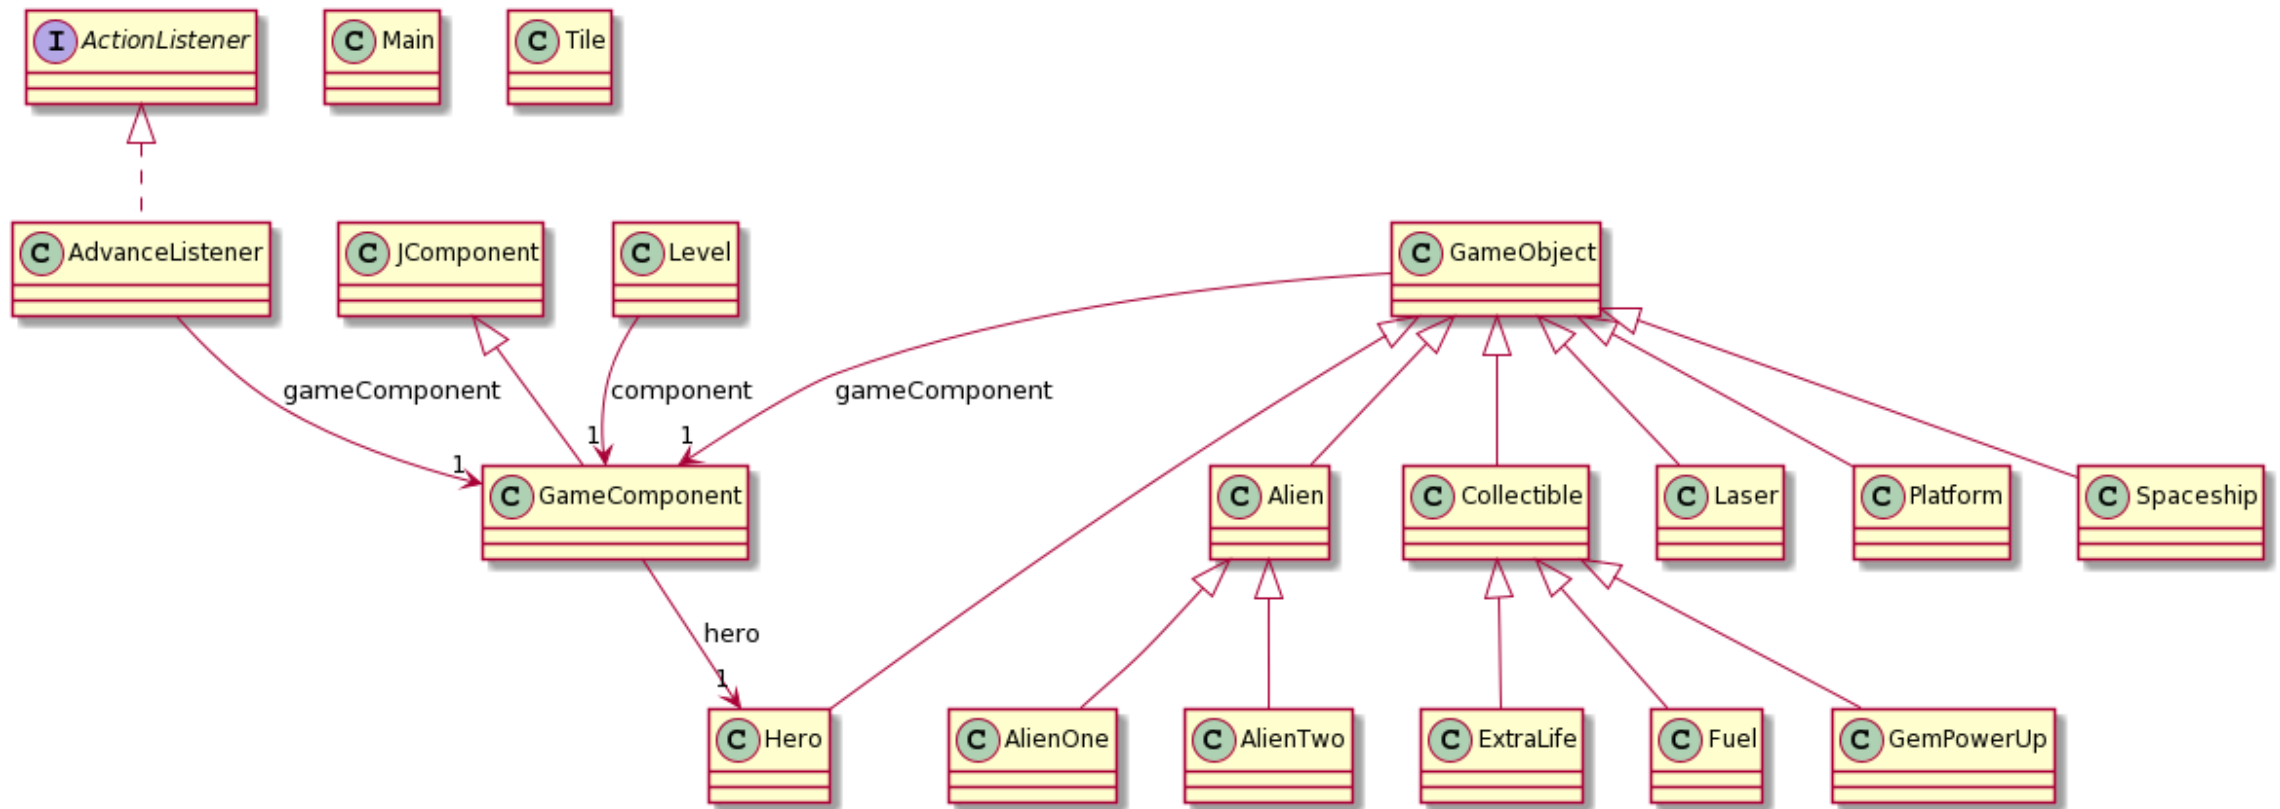 I ActionListener
C Main
C Tile
C AdvanceListener
C JComponent
C Level
C GameObject
gameComponent
component
gameComponent
1
1
1
C GameComponent
C Alien
C Collectible
C Laser
C Platform
C Spaceship
hero
1
C Hero
C AlienOne
C AlienTwo
C ExtraLife
C Fuel
C GemPowerUp